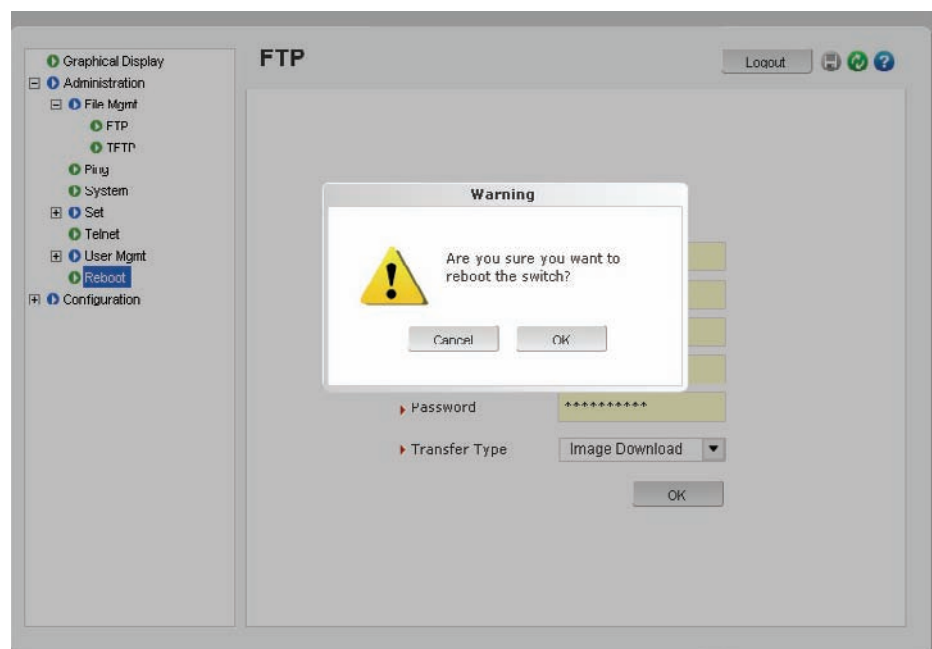 FTP
Logout
Graphical Display
Administration
File Mgmt
FTP
TFTP
Ping
System
Set
Telnet
User Mgmt
Reboot
Configuration
Warning
Are you sure you want to
reboot the switch?
Cancel
OK
Password
**********
Transfer Type
Image Download
OK